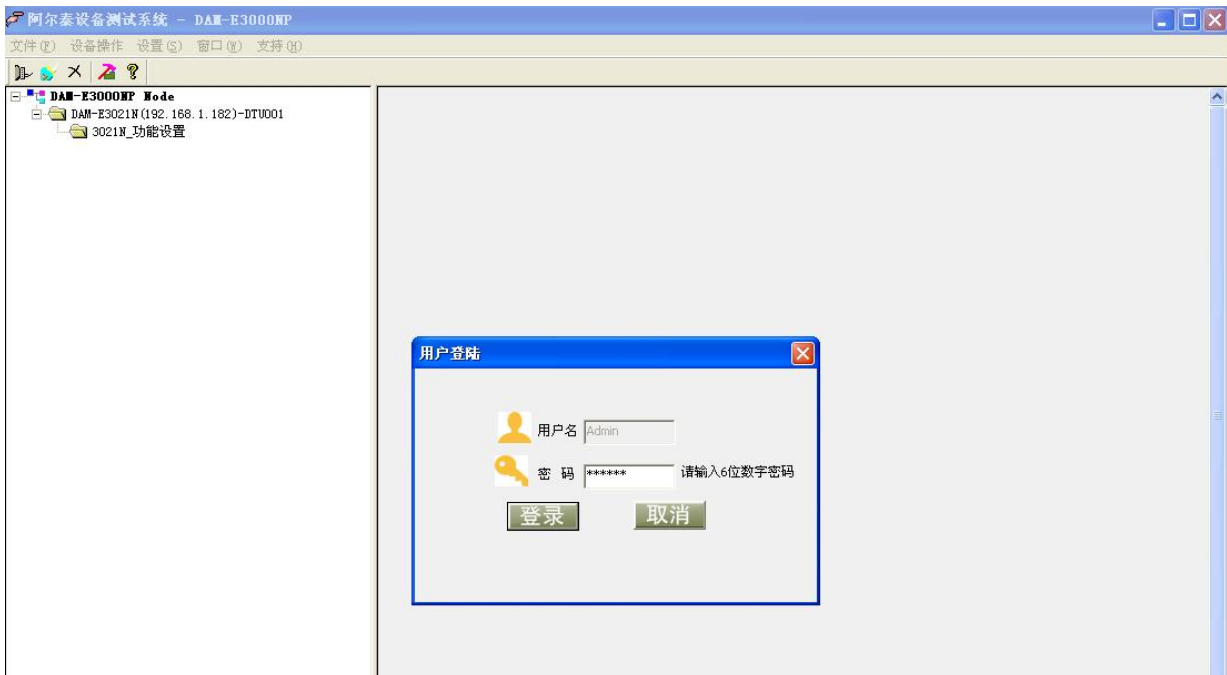 阿尔泰设备测试系统 - DAM-E3000NP
文件(F) 设备操作 设置(S) 窗口(W) 支持(H)
DAM-E3000NP Node
DAM-E3021N(192.168.1.182)-DTU001
3021N_功能设置
用户登陆
用户名 Admin
密 码 ****** 请输入6位数字密码
登录 取消